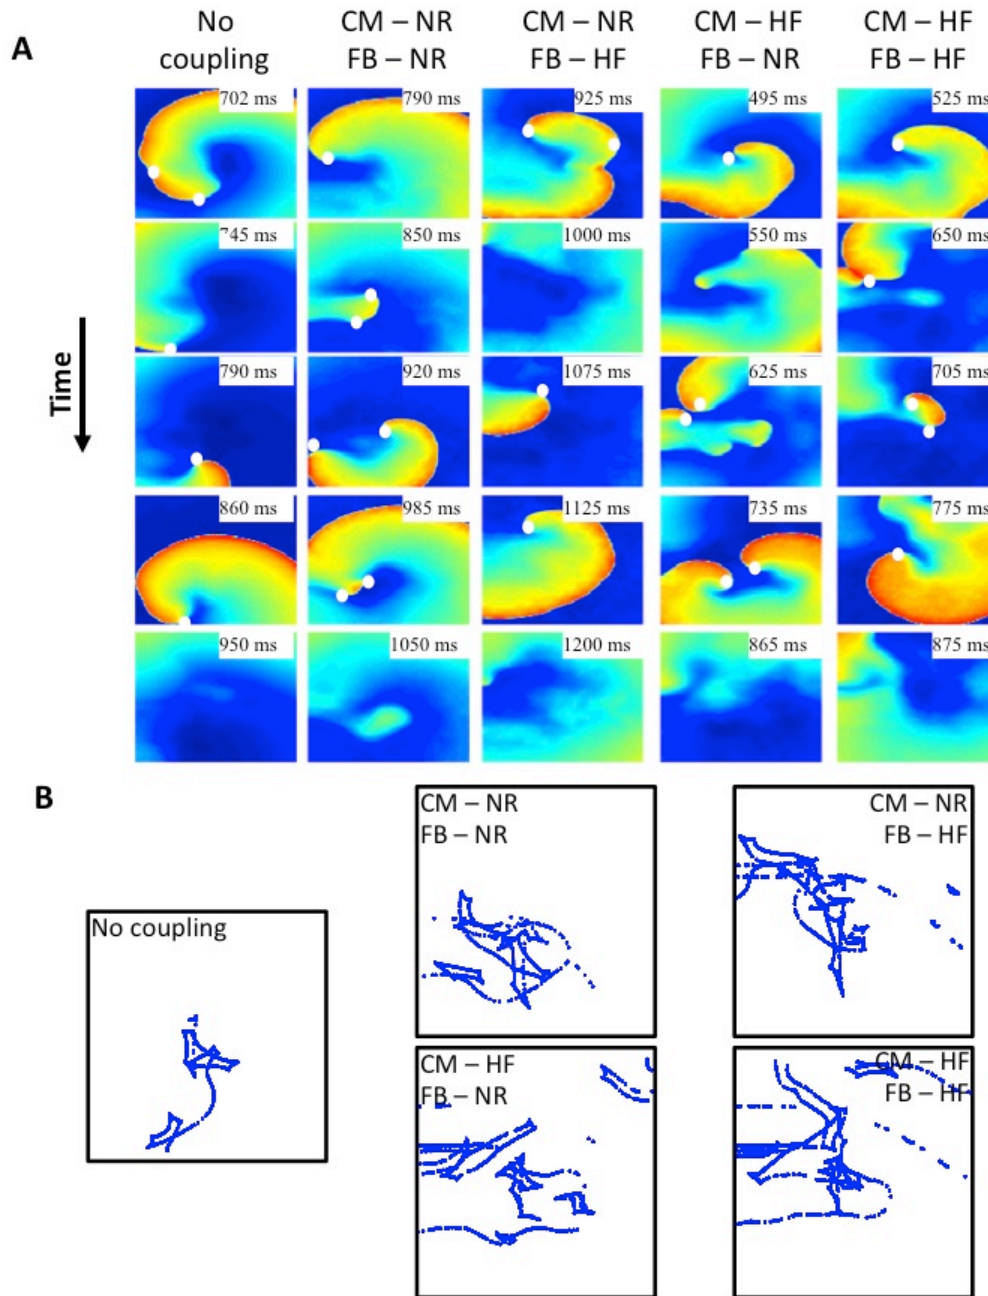 A
No
coupling
CM – NR
FB – NR
CM – NR
FB – HF
CM – HF
FB – NR
CM – HF
FB – HF
702 ms
790 ms
925 ms
495 ms
525 ms
745 ms
850 ms
1000 ms
550 ms
650 ms
Time
790 ms
920 ms
1075 ms
625 ms
705 ms
860 ms
985 ms
1125 ms
735 ms
775 ms
950 ms
1050 ms
1200 ms
865 ms
875 ms
B
No coupling
CM – NR
FB – NR
CM – NR
FB – HF
CM – HF
FB – NR
CM – HF
FB – HF